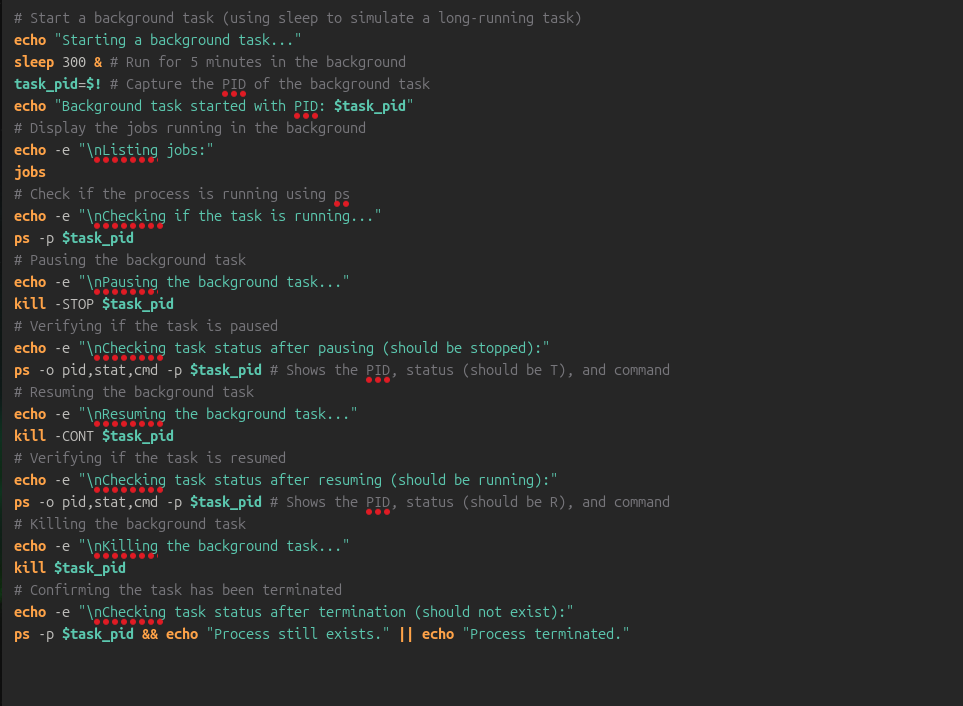 # Start a background task (using sleep to simulate a long-running task)
echo "Starting a background task..."
sleep 300 & # Run for 5 minutes in the background
task_pid=$! # Capture the PID of the background task
echo "Background task started with PID: $task_pid"
# Display the jobs running in the background
echo -e "\nListing jobs:"
jobs
# Check if the process is running using ps
echo -e "\nChecking if the task is running..."
ps -p $task_pid
# Pausing the background task
echo -e "\nPausing the background task..."
kill -STOP $task_pid
# Verifying if the task is paused
echo -e "\nChecking task status after pausing (should be stopped):"
ps -o pid,stat,cmd -p $task_pid # Shows the PID, status (should be T), and command
# Resuming the background task
echo -e "\nResuming the background task..."
kill -CONT $task_pid
# Verifying if the task is resumed
echo -e "\nChecking task status after resuming (should be running):"
ps -o pid,stat,cmd -p $task_pid # Shows the PID, status (should be R), and command
# Killing the background task
echo -e "\nKilling the background task..."
kill $task_pid
# Confirming the task has been terminated
echo -e "\nChecking task status after termination (should not exist):"
ps -p $task_pid && echo "Process still exists." || echo "Process terminated."